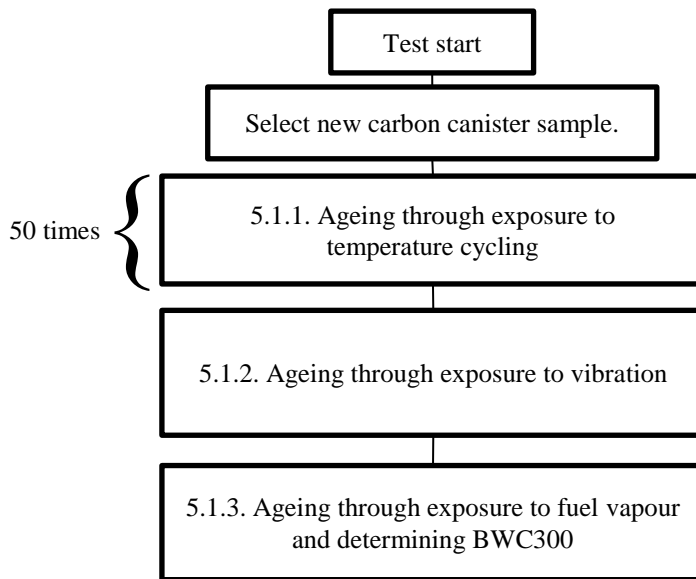 Test start
Select new carbon canister sample.
50 times
5.1.1. Ageing through exposure to
temperature cycling
5.1.2. Ageing through exposure to vibration
5.1.3. Ageing through exposure to fuel vapour
and determining BWC300